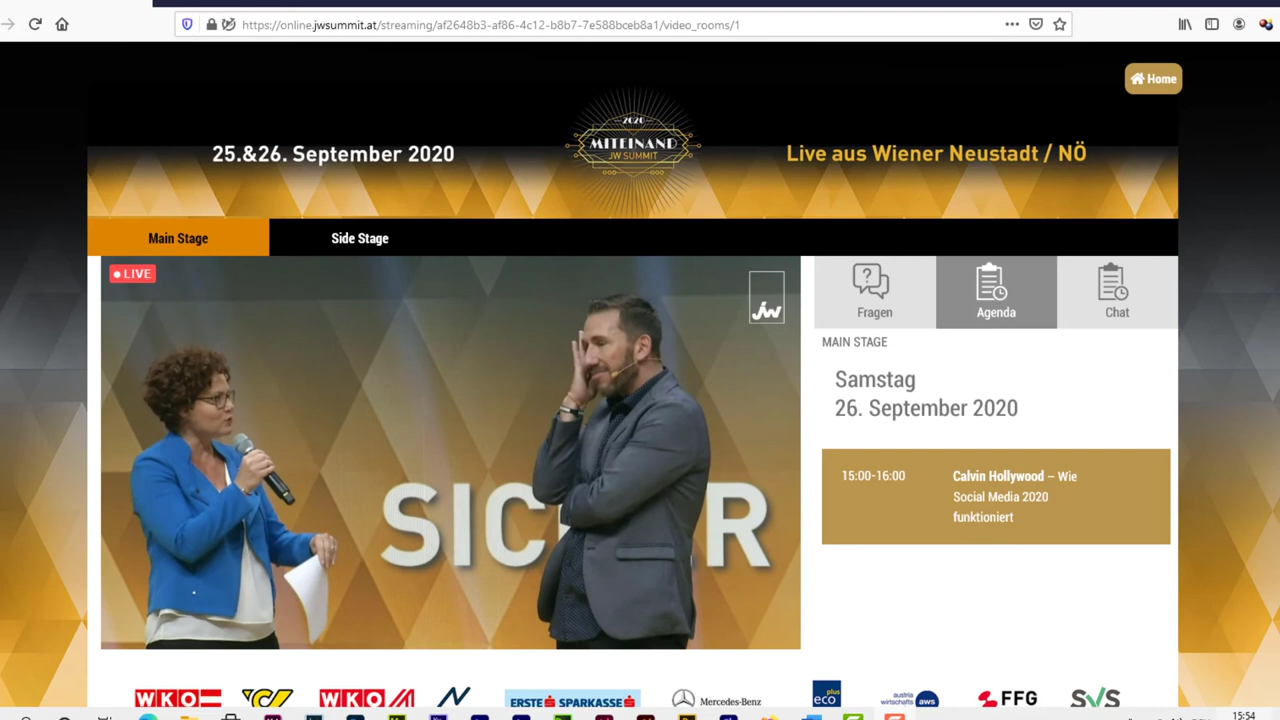 https://online.jwsummit.at/streaming/af2648b3-af86-4c12-b8b7-7e588bceb8a1/video_rooms/1
Home
25.&26. September 2020
2020
MITEINAND
JW SUMMIT
Live aus Wiener Neustadt / NÖ
Main Stage
Side Stage
LIVE
jw
SIC
R
Fragen
Agenda
Chat
MAIN STAGE
Samstag
26. September 2020
15:00-16:00
Calvin Hollywood – Wie
Social Media 2020
funktioniert
WKO
WKO
ERSTE SPARKASSE
Mercedes-Benz
eco
plus
austria
wirtschafts
service
aws
FFG
SVS
15:54